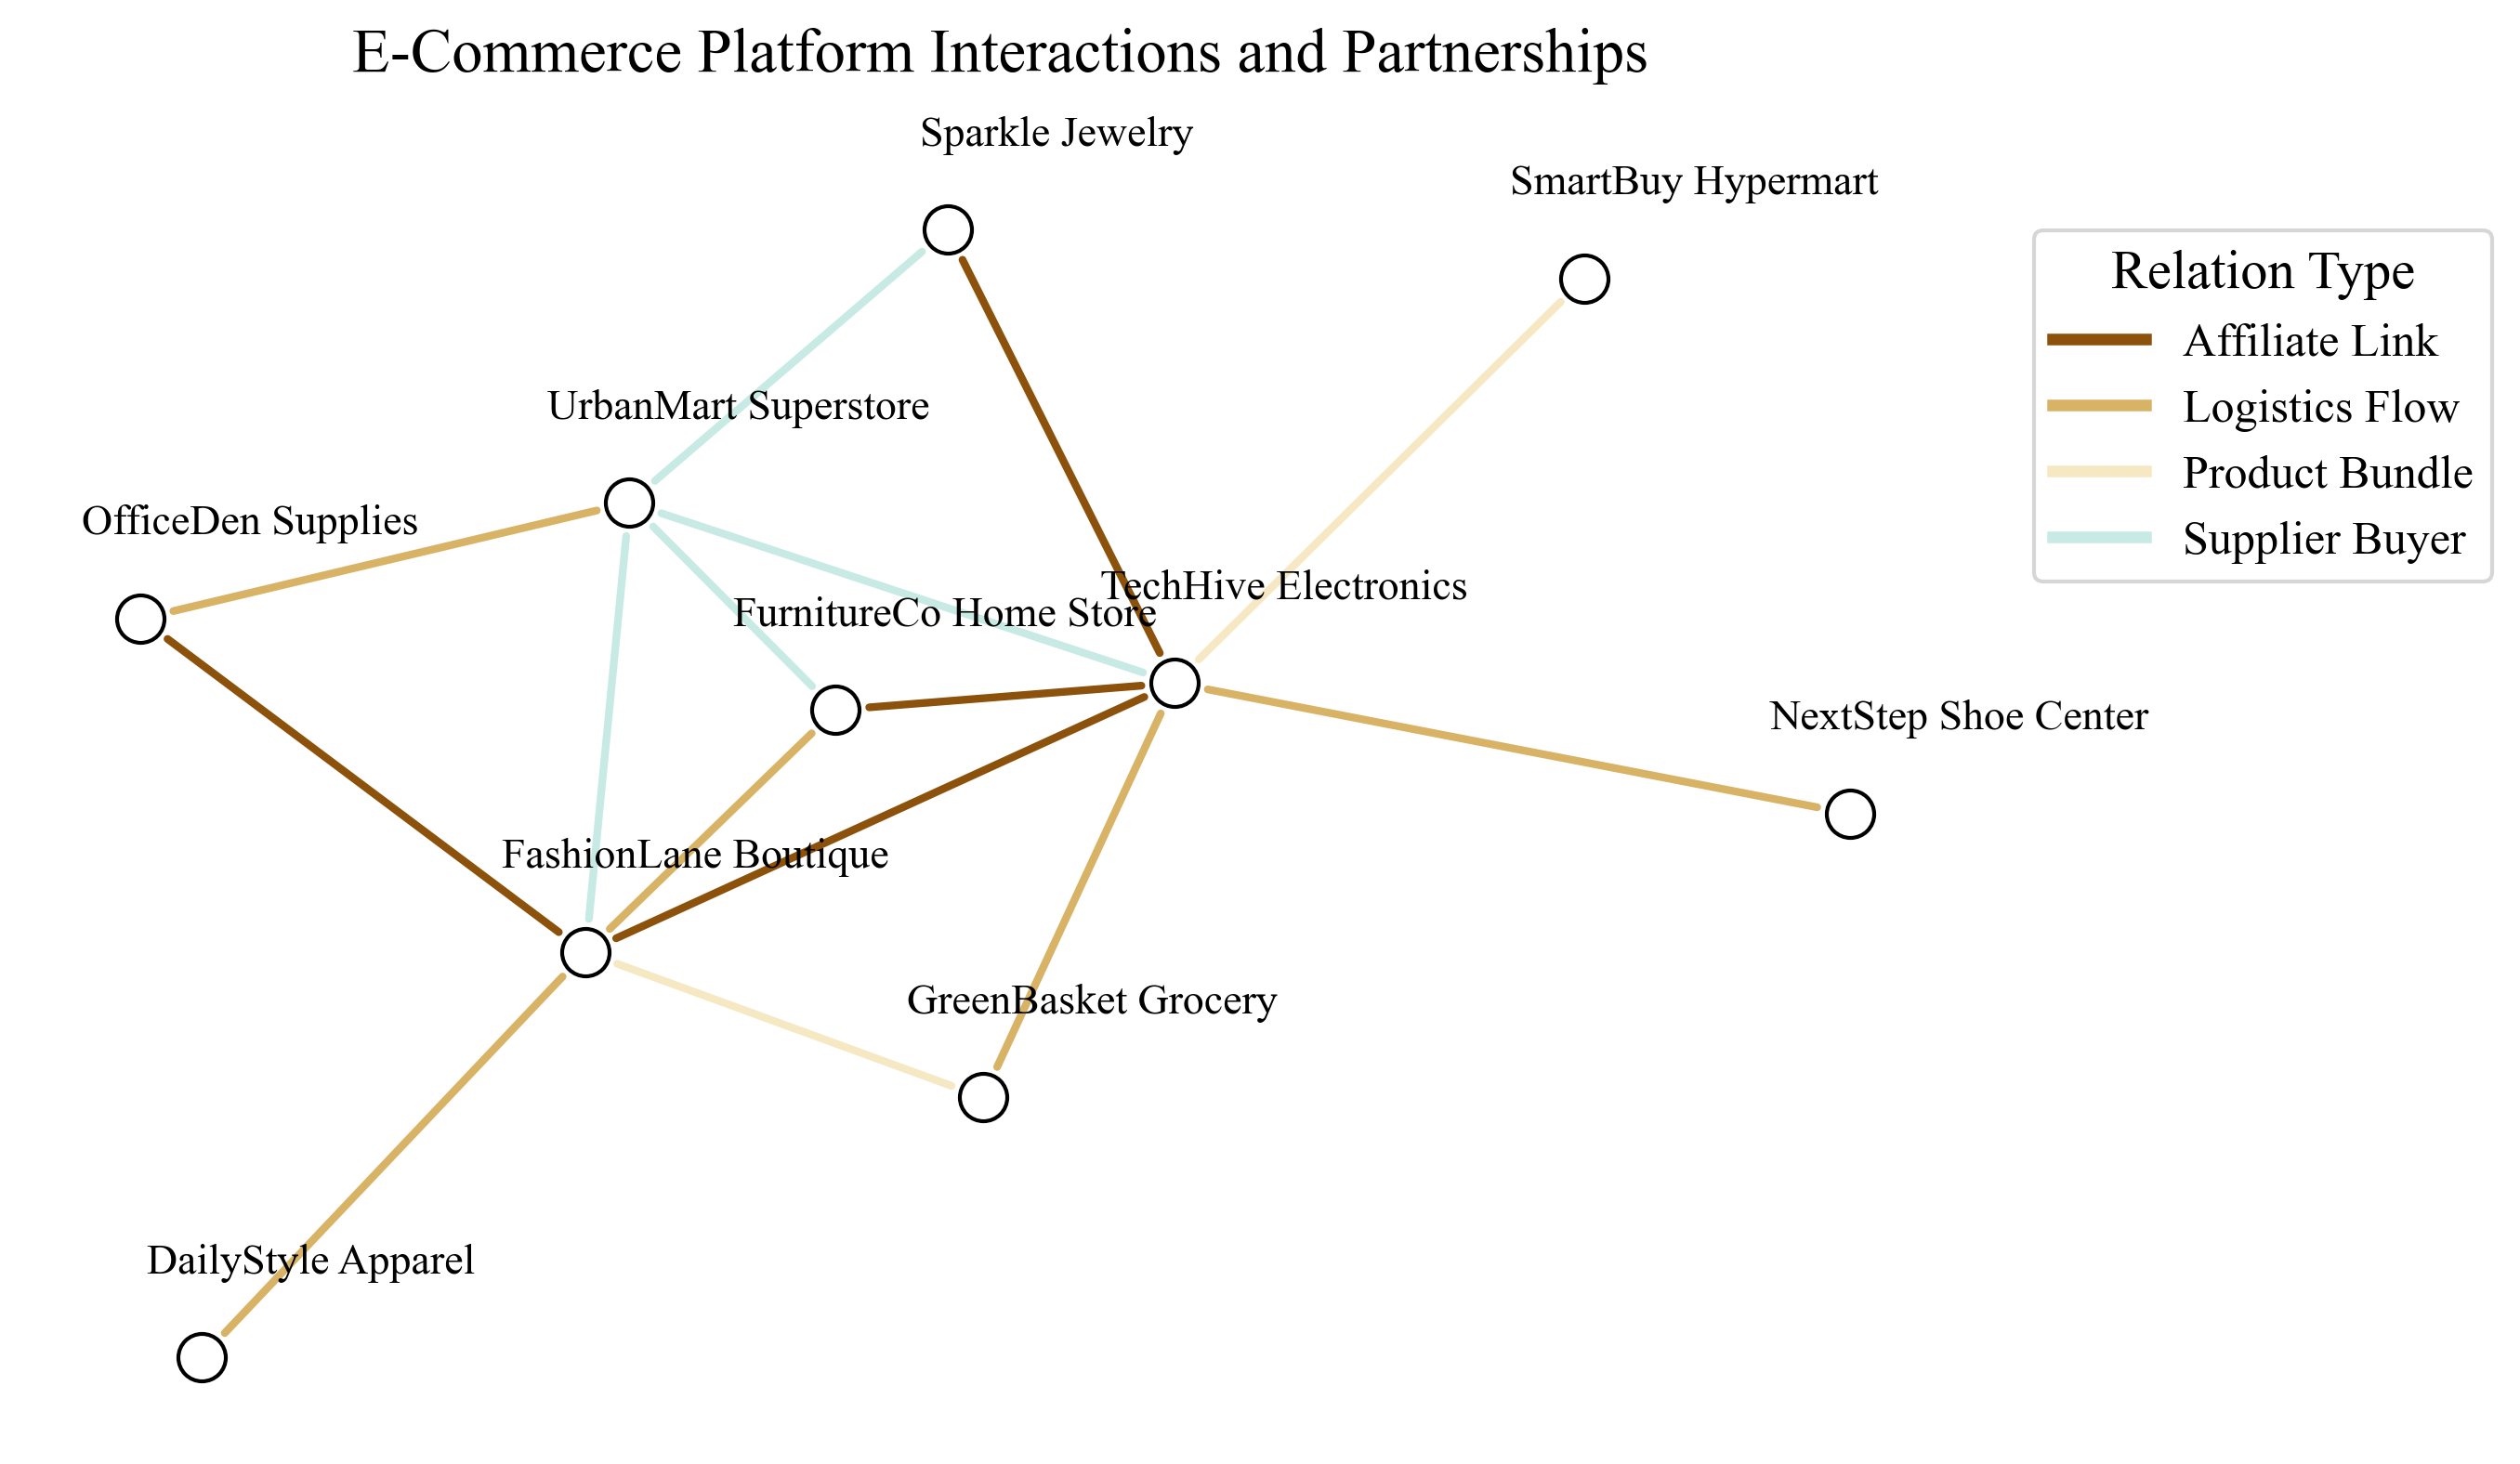 E-Commerce Platform Interactions and Partnerships
Sparkle Jewelry
SmartBuy Hypermart
Relation Type
Affiliate Link
Logistics Flow
Product Bundle
Supplier Buyer
UrbanMart Superstore
OfficeDen Supplies
TechHive Electronics
FurnitureCo Home Store
NextStep Shoe Center
FashionLane Boutique
GreenBasket Grocery
DailyStyle Apparel